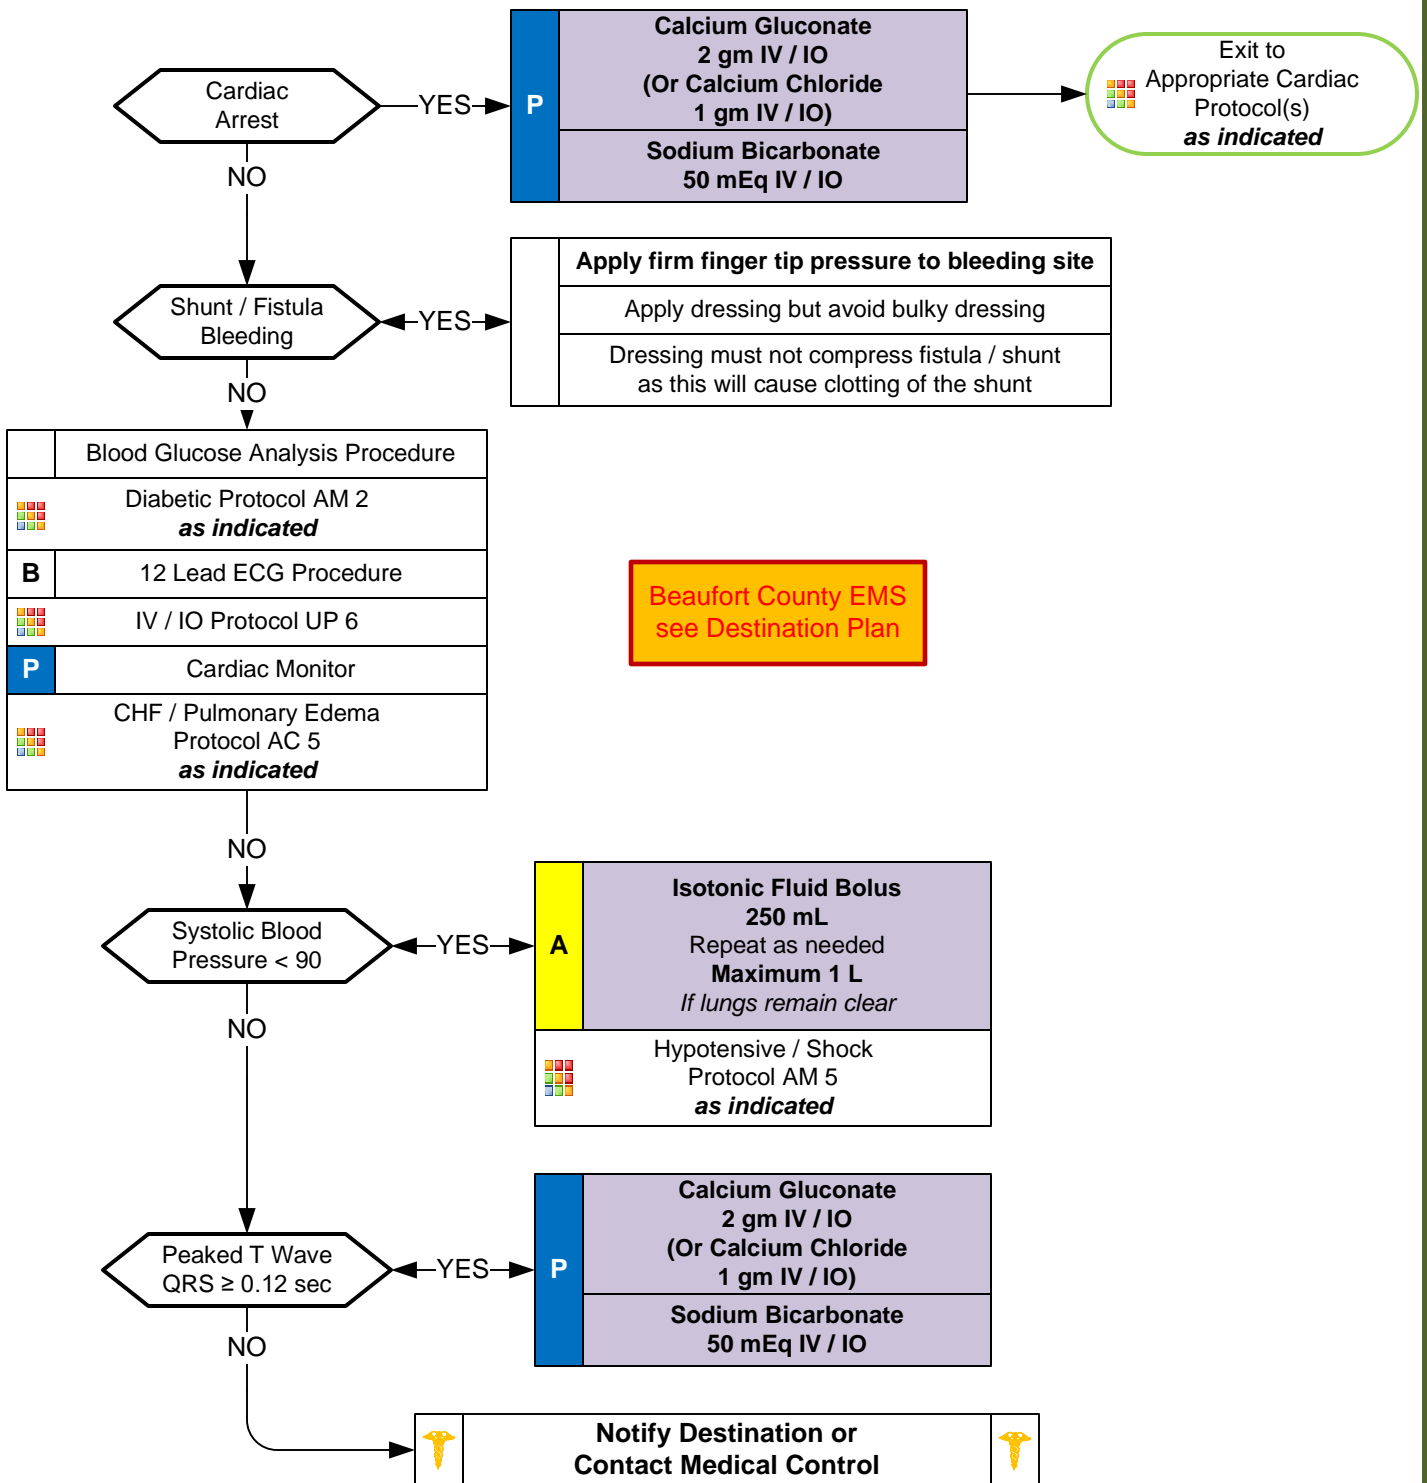 Cardiac
Arrest
YES
P
Calcium Gluconate
2 gm IV / IO
(Or Calcium Chloride
1 gm IV / IO)
Sodium Bicarbonate
50 mEq IV / IO
Exit to
Appropriate Cardiac
Protocol(s)
as indicated
NO
Shunt / Fistula
Bleeding
YES
Apply firm finger tip pressure to bleeding site
Apply dressing but avoid bulky dressing
Dressing must not compress fistula / shunt
as this will cause clotting of the shunt
NO
Blood Glucose Analysis Procedure
Diabetic Protocol AM 2
as indicated
B
12 Lead ECG Procedure
IV / IO Protocol UP 6
P
Cardiac Monitor
CHF / Pulmonary Edema
Protocol AC 5
as indicated
Beaufort County EMS
see Destination Plan
NO
Systolic Blood
Pressure < 90
YES
A
Isotonic Fluid Bolus
250 mL
Repeat as needed
Maximum 1 L
If lungs remain clear
Hypotensive / Shock
Protocol AM 5
as indicated
NO
Peaked T Wave
QRS ≥ 0.12 sec
YES
P
Calcium Gluconate
2 gm IV / IO
(Or Calcium Chloride
1 gm IV / IO)
Sodium Bicarbonate
50 mEq IV / IO
NO
Notify Destination or
Contact Medical Control